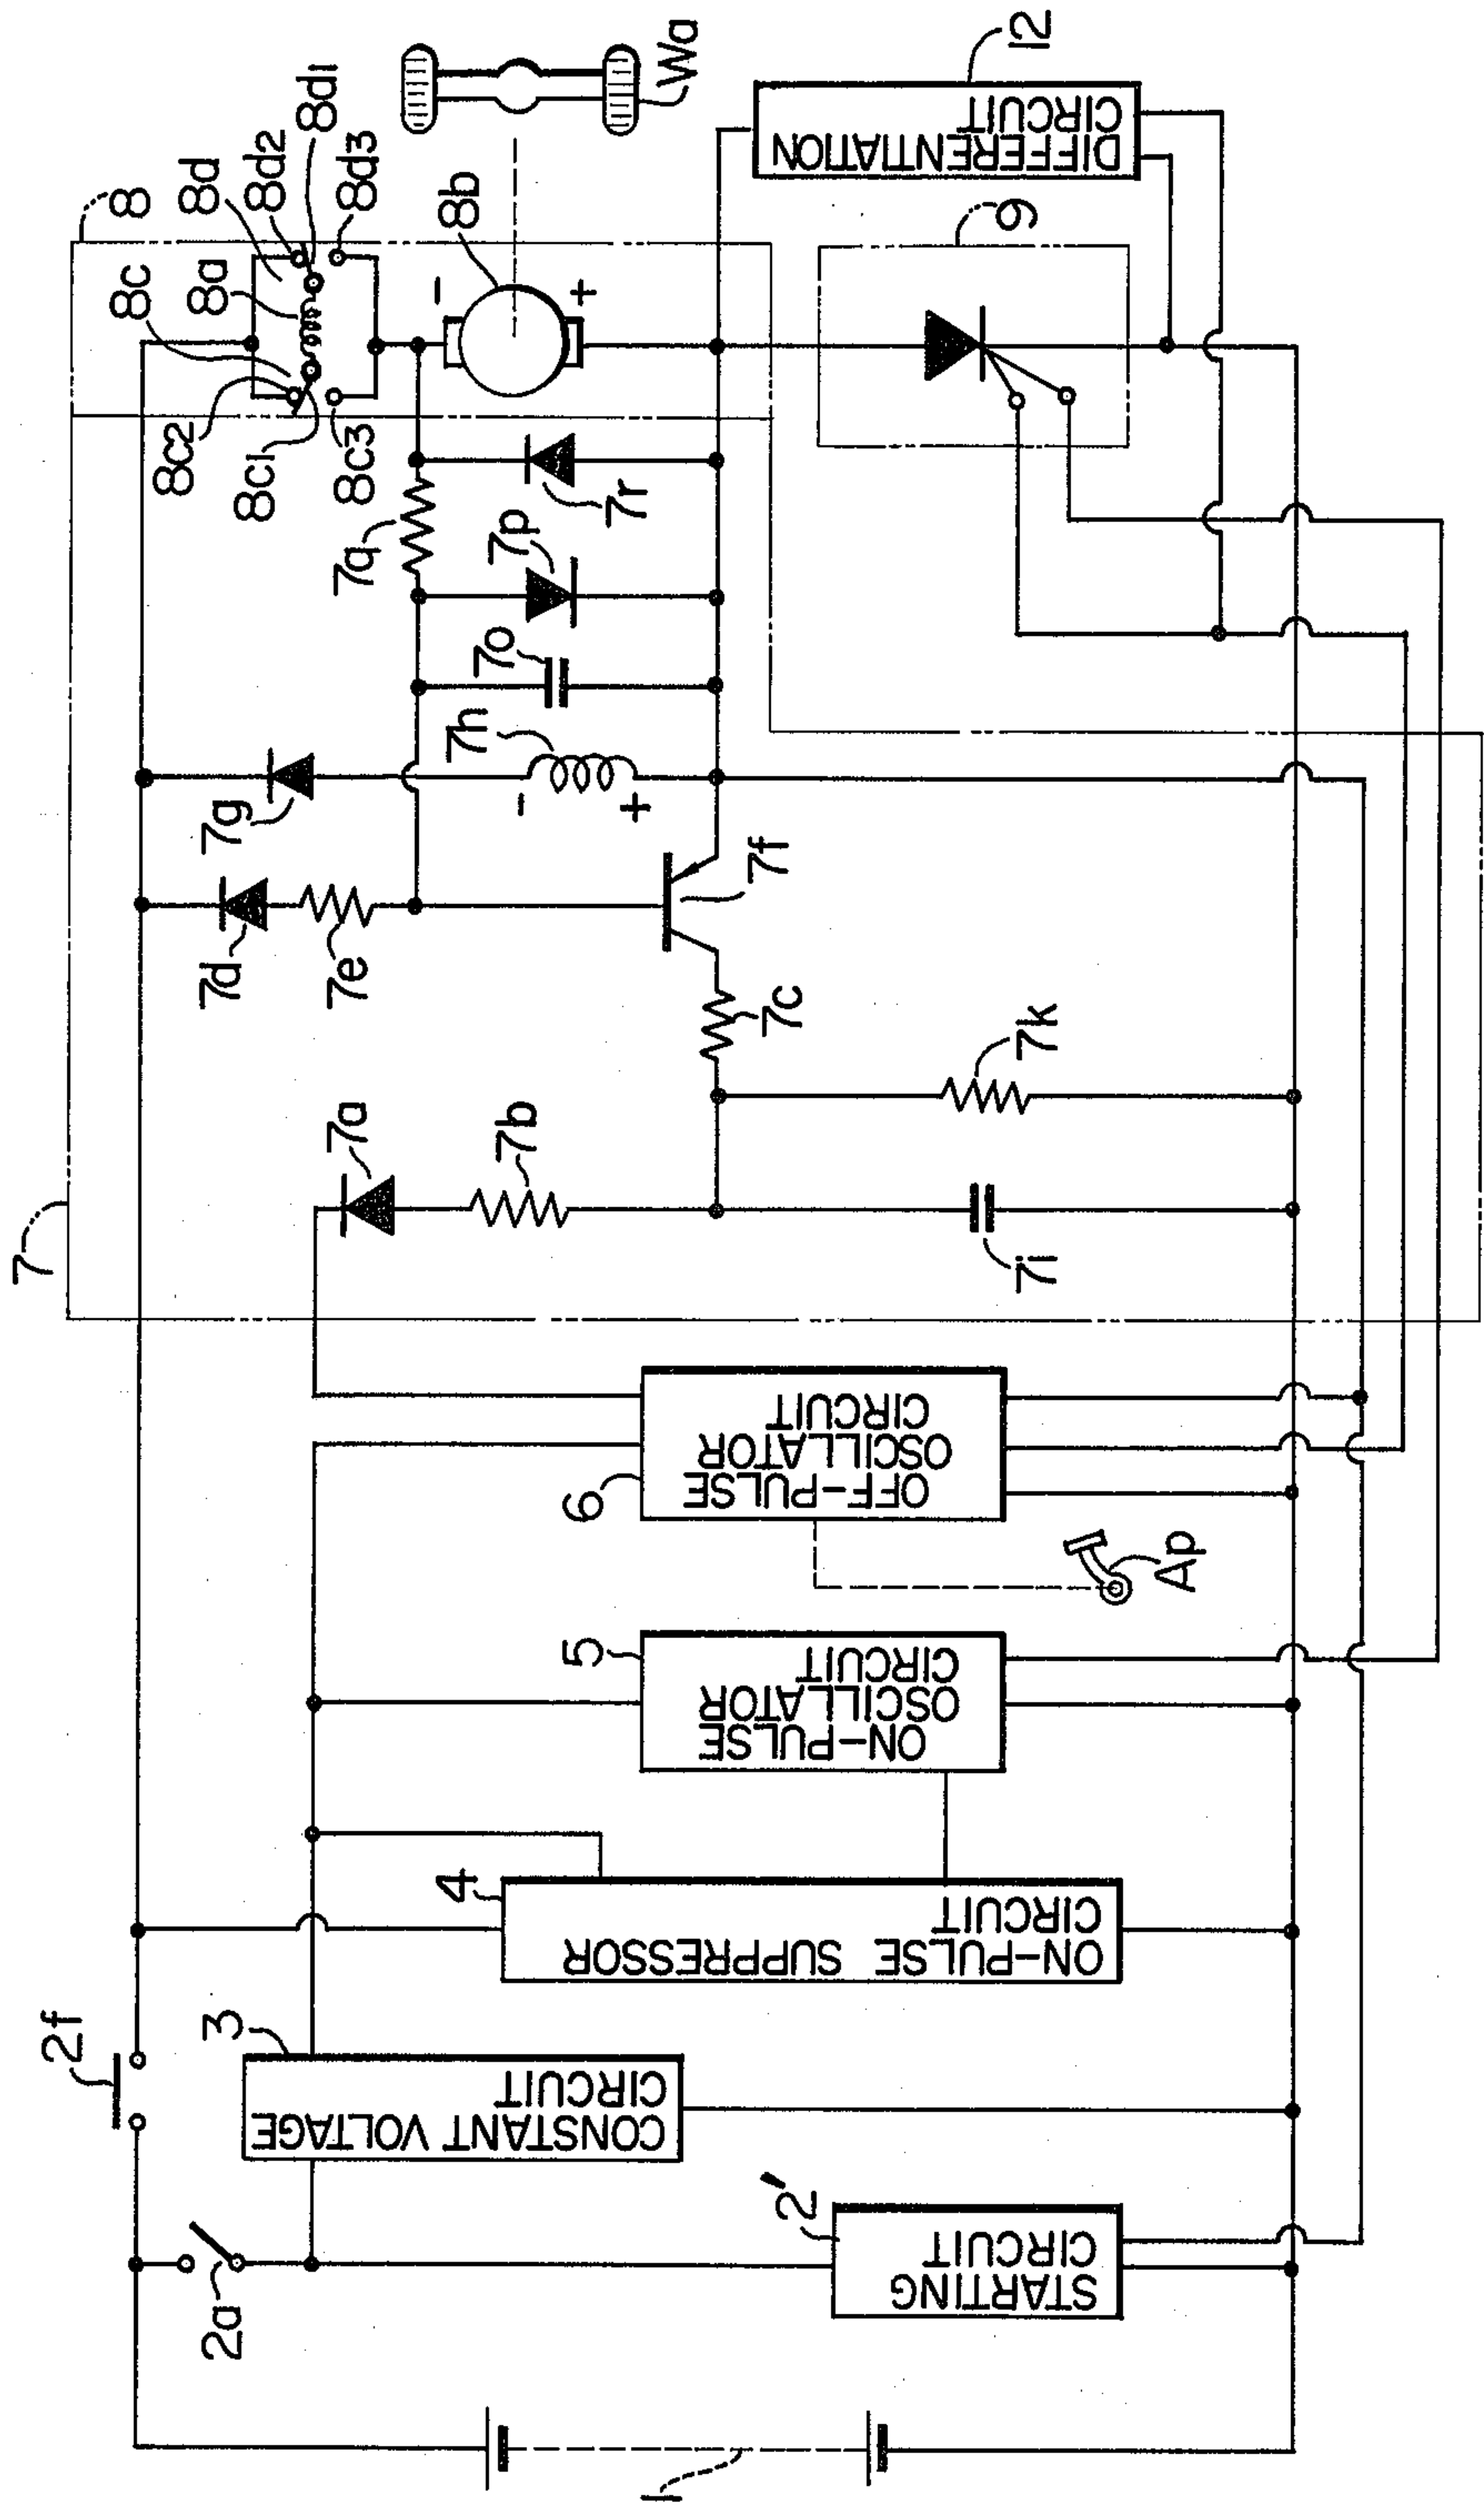 7
8
8c
8a
8d
8d2
8d1
8d3
8c2
8c1
8c3
8b
-
+
Wa
2f
2a
3
CONSTANT VOLTAGE
CIRCUIT
4
ON-PULSE SUPPRESSOR
CIRCUIT
5
ON-PULSE
OSCILLATOR
CIRCUIT
6
OFF-PULSE
OSCILLATOR
CIRCUIT
Ap
7a
7b
7d
7e
7g
7h
-
+
7o
7p
7q
7r
7f
7c
7k
7i
9
12
DIFFERENTIATION
CIRCUIT
2'
STARTING
CIRCUIT
1